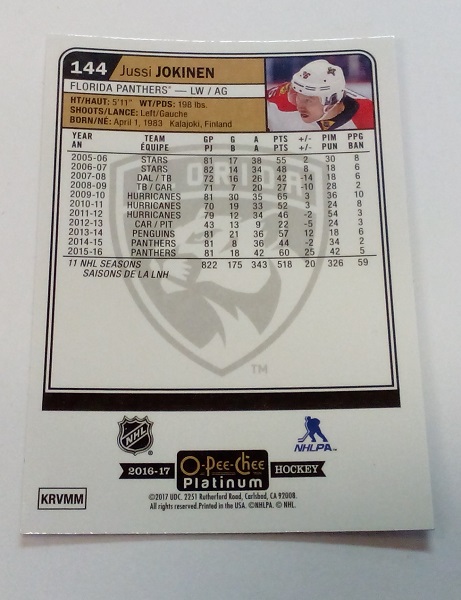 144 Jussi JOKINEN
FLORIDA PANTHERS™ — LW / AG
HT/HAUT: 5'11" WT/PDS: 198 lbs.
SHOOTS/LANCE: Left/Gauche
BORN/NÉ: April 1, 1983 Kalajoki, Finland
YEAR TEAM GP G A PTS +/- PIM PPG
AN ÉQUIPE PJ B A PTS +/- PUN BAN
2005-06 STARS 81 17 38 55 2 30 8
2006-07 STARS 82 14 34 48 8 18 6
2007-08 DAL / TB 72 16 26 42 -14 18 6
2008-09 TB / CAR 71 7 20 27 -10 28 2
2009-10 HURRICANES 81 30 35 65 3 36 10
2010-11 HURRICANES 70 19 33 52 3 24 8
2011-12 HURRICANES 79 12 34 46 -2 54 3
2012-13 CAR / PIT 43 13 9 22 -5 24 3
2013-14 PENGUINS 81 21 36 57 12 18 6
2014-15 PANTHERS 81 8 36 44 -2 34 2
2015-16 PANTHERS 81 18 42 60 25 42 5
11 NHL SEASONS 822 175 343 518 20 326 59
SAISONS DE LA LNH
FLORIDA
TM
NHL
NHLPA
2016-17 O-Pee-Chee HOCKEY
Platinum
KRVMM
©2017 UDC. 2251 Rutherford Road, Carlsbad, CA 92008.
All rights reserved. Printed in the USA. ©NHLPA. © NHL.